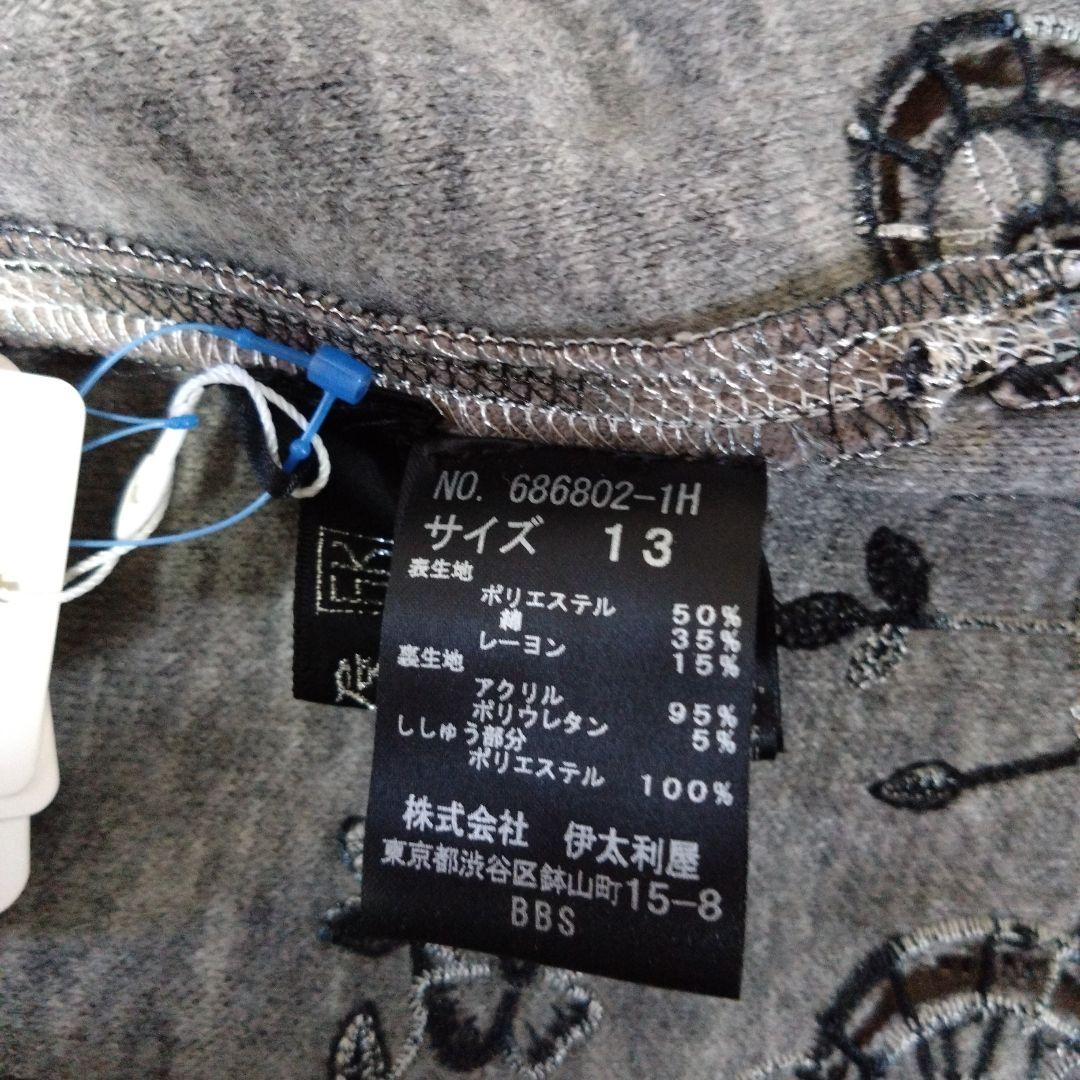 NO. 686802-1H
サイズ 13
表生地
ポリエステル 50%
綿 35%
レーヨン 15%
裏生地
アクリル 95%
ポリウレタン 5%
ししゅう部分
ポリエステル 100%
株式会社 伊太利屋
東京都渋谷区鉢山町15-8
BBS